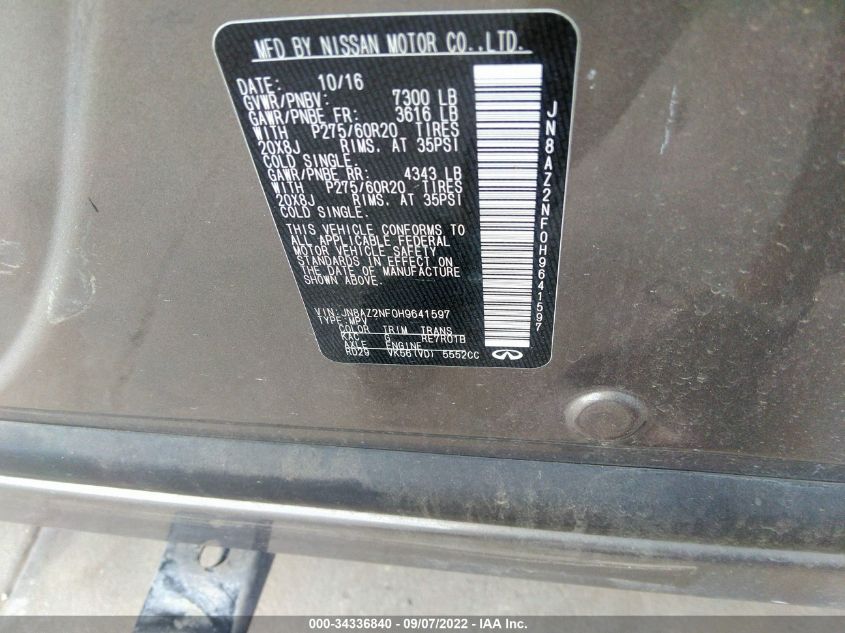 MFD BY NISSAN MOTOR CO.,LTD.
DATE: 10/16
GVWR/PNBV: 7300 LB
GAWR/PNBE FR: 3616 LB
WITH P275/60R20 TIRES
20X8J RIMS. AT 35PSI
COLD SINGLE.
GAWR/PNBE RR: 4343 LB
WITH P275/60R20 TIRES
20X8J RIMS. AT 35PSI
COLD SINGLE.
THIS VEHICLE CONFORMS TO
ALL APPLICABLE FEDERAL
MOTOR VEHICLE SAFETY
STANDARDS IN EFFECT ON
THE DATE OF MANUFACTURE
SHOWN ABOVE.
VIN: JN8AZ2NF0H9641597
TYPE: MPV
COLOR TRIM TRANS
KAC G RE7R01B
AXLE ENGINE
RD29 VK56(VD) 5552CC
JN8AZ2NF0H9641597
000-34336840 - 09/07/2022 - IAA Inc.